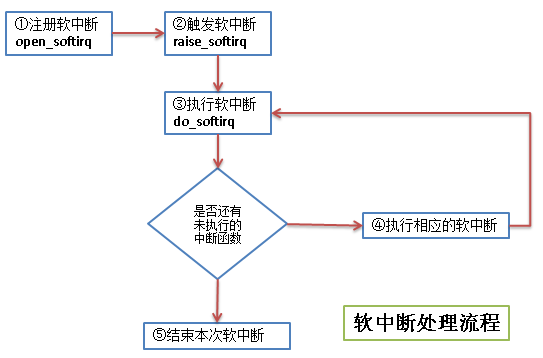 ①注册软中断
open_softirq
②触发软中断
raise_softirq
③执行软中断
do_softirq
是否还有
未执行的
中断函数
④执行相应的软中断
⑤结束本次软中断
软中断处理流程